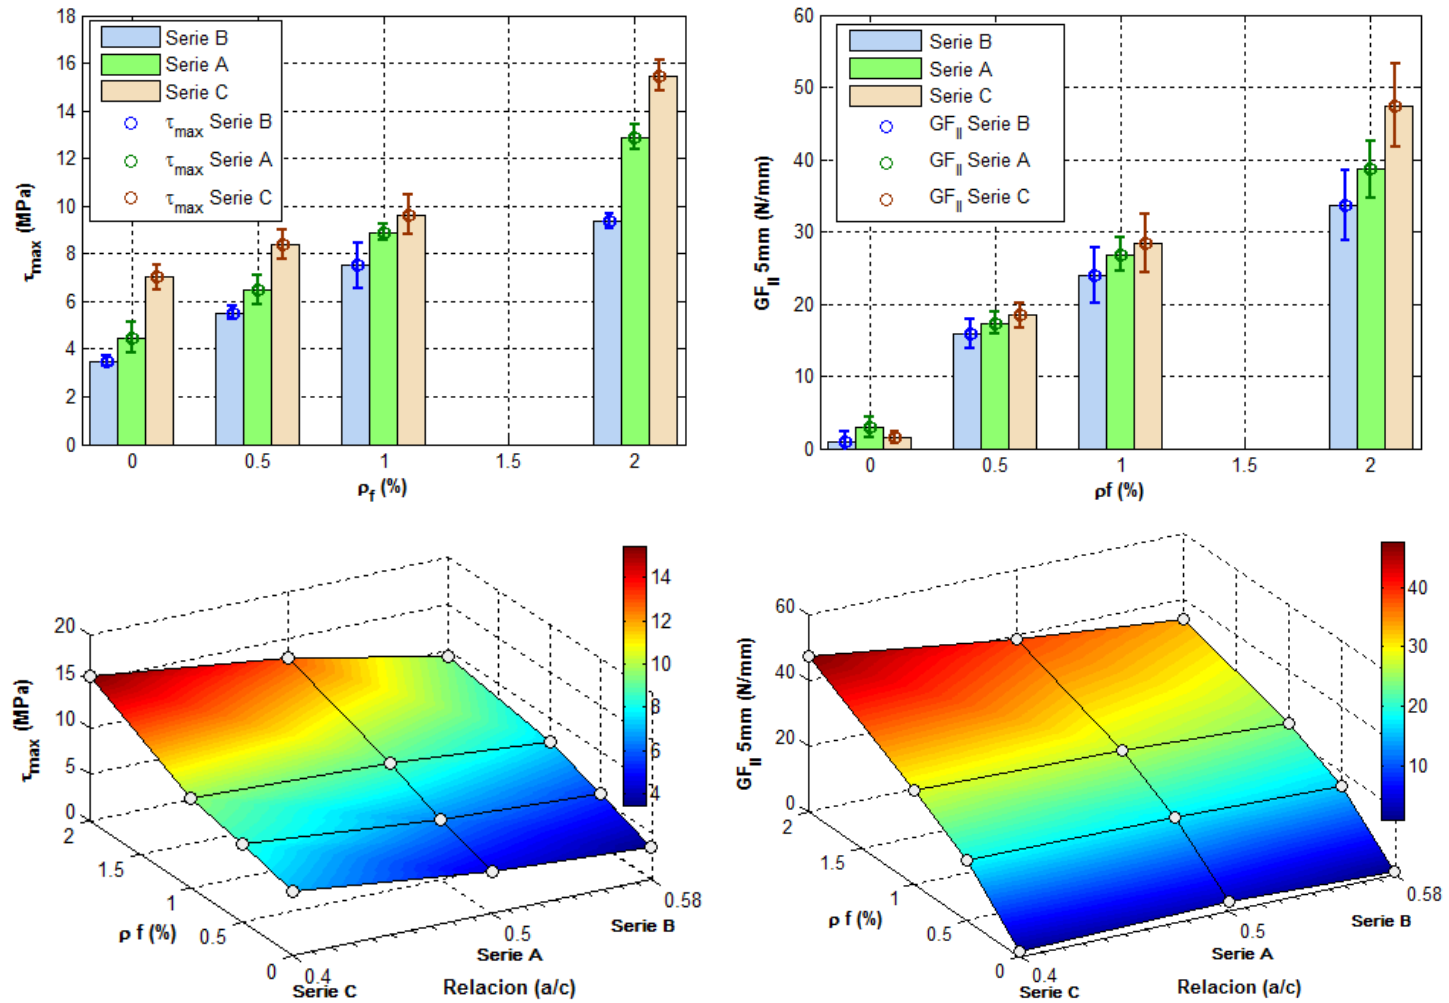 18
16
14
12
10
8
6
4
2
0
τmax (MPa)
Serie B
Serie A
Serie C
τmax Serie B
τmax Serie A
τmax Serie C
0
0.5
1
1.5
2
ρf (%)
60
50
40
30
20
10
0
GFII 5mm (N/mm)
Serie B
Serie A
Serie C
GFII Serie B
GFII Serie A
GFII Serie C
0
0.5
1
1.5
2
ρf (%)
20
15
10
5
0
τmax (MPa)
2
1.5
1
0.5
0
ρ f (%)
0.4
0.5
0.58
Serie C
Serie A
Serie B
Relacion (a/c)
14
12
10
8
6
4
60
40
20
0
GFII 5mm (N/mm)
2
1.5
1
0.5
0
ρ f (%)
0.4
0.5
0.58
Serie C
Serie A
Serie B
Relacion (a/c)
40
30
20
10